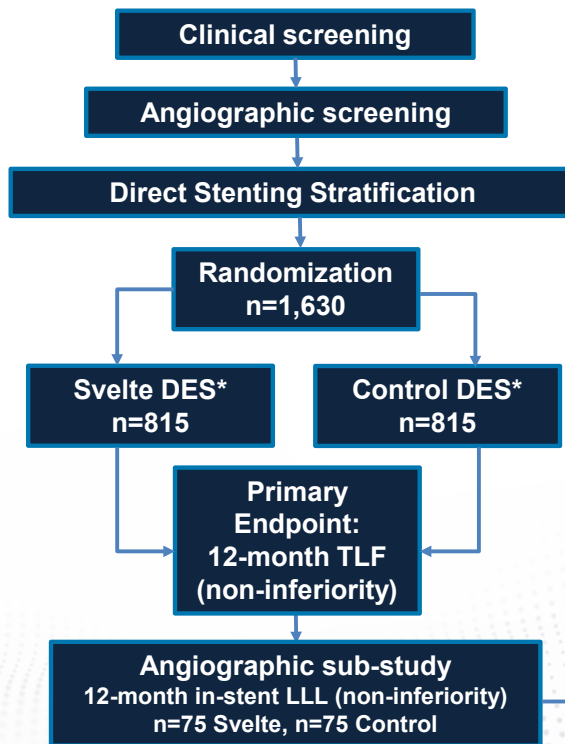 Clinical screening
Angiographic screening
Direct Stenting Stratification
Randomization
n=1,630
Svelte DES*
n=815
Control DES*
n=815
Primary
Endpoint:
12-month TLF
(non-inferiority)
Angiographic sub-study
12-month in-stent LLL (non-inferiority)
n=75 Svelte, n=75 Control